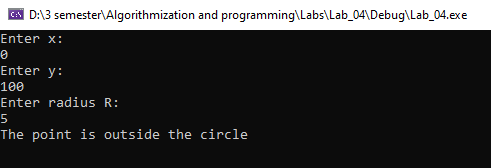 D:\3 semester\Algorithmization and programming\Labs\Lab_04\Debug\Lab_04.exe
Enter x:
0
Enter y:
100
Enter radius R:
5
The point is outside the circle